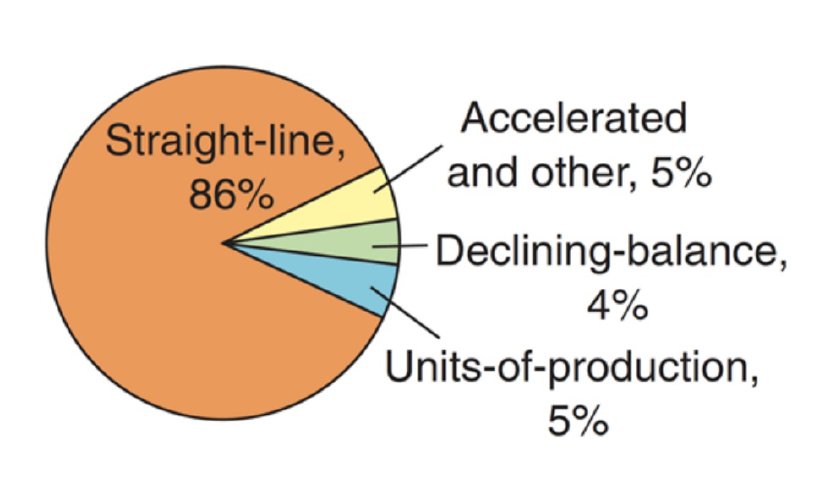 Straight-line,
86%
Accelerated
and other, 5%
Declining-balance,
4%
Units-of-production,
5%